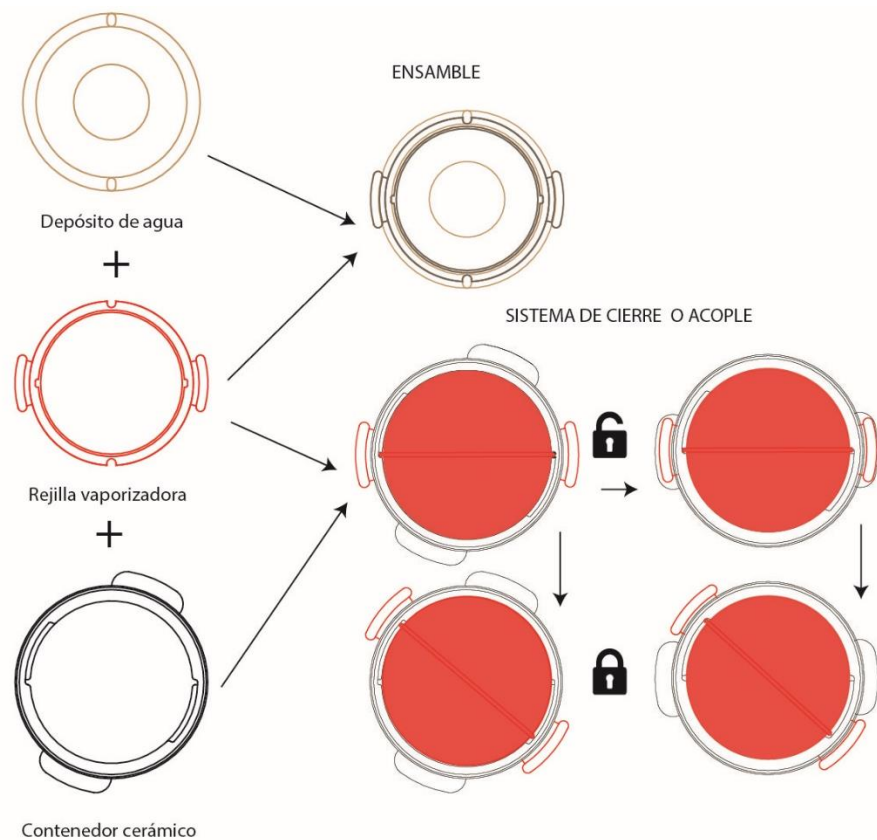 ENSAMBLE
Depósito de agua
+
SISTEMA DE CIERRE O ACOPLE
Rejilla vaporizadora
+
Contenedor cerámico